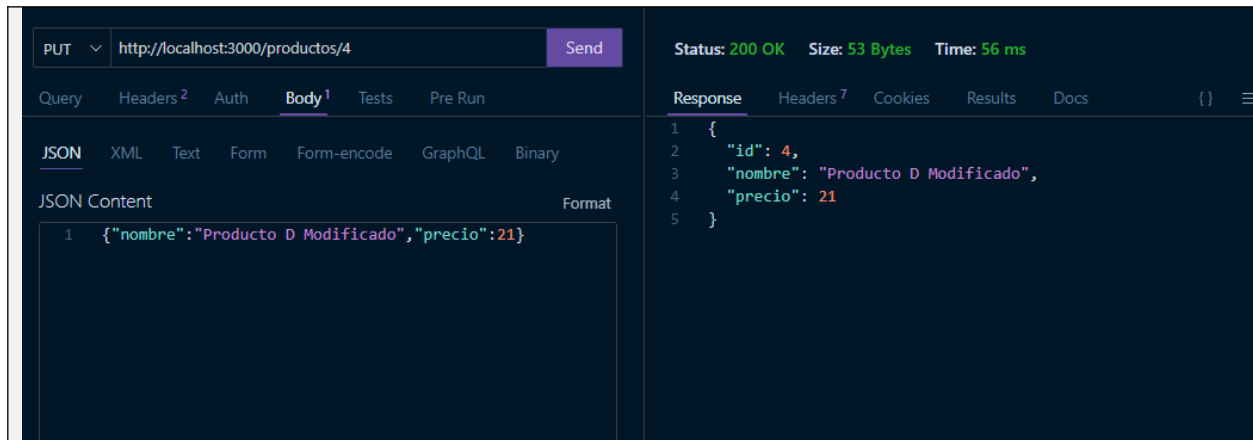 PUT http://localhost:3000/productos/4 Send
Query Headers 2 Auth Body 1 Tests Pre Run
JSON XML Text Form Form-encode GraphQL Binary
JSON Content Format
1 {"nombre":"Producto D Modificado","precio":21}
Status: 200 OK Size: 53 Bytes Time: 56 ms
Response Headers 7 Cookies Results Docs { }
1 {
2 "id": 4,
3 "nombre": "Producto D Modificado",
4 "precio": 21
5 }